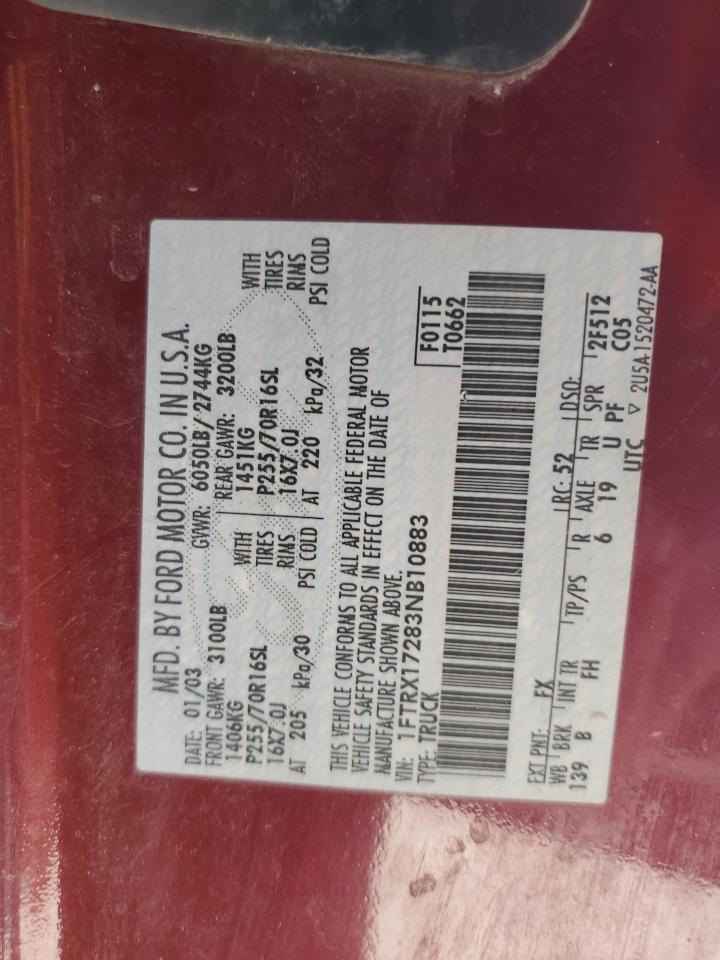 MFD. BY FORD MOTOR CO. IN U.S.A.
DATE: 01/03 GVWR: 6050LB/ 2744KG
FRONT GAWR: 3100LB REAR GAWR: 3200LB
1406KG WITH 1451KG WITH
P255/70R16SL TIRES P255/70R16SL TIRES
16X7.0J RIMS 16X7.0J RIMS
AT 205 kPa/30 PSI COLD AT 220 kPa/32 PSI COLD
THIS VEHICLE CONFORMS TO ALL APPLICABLE FEDERAL MOTOR
VEHICLE SAFETY STANDARDS IN EFFECT ON THE DATE OF
MANUFACTURE SHOWN ABOVE.
VIN: 1FTRX17283NB10883 F0115
TYPE: TRUCK T0662
EXT PNT: FX RC: 52 DSO:
WB BRK INT TR TP/PS R AXLE TR SPR 2F512
139 B FH 6 19 U PF C05
UTC ▽ 2U5A-1520472-AA